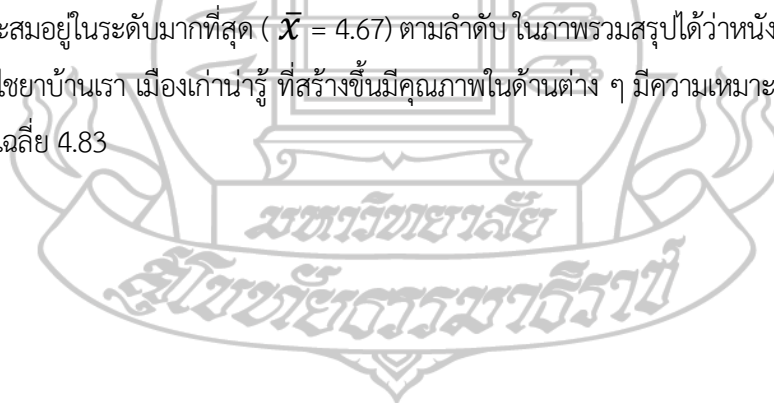 ะสมอยู่ในระดับมากที่สุด ( x̄ = 4.67) ตามลำดับ ในภาพรวมสรุปได้ว่าหนัง
ไชยาบ้านเรา เมืองเก่าน่ารู้ ที่สร้างขึ้นมีคุณภาพในด้านต่าง ๆ มีความเหมาะ
เฉลี่ย 4.83
มหาวิทยาลัย
สุโขทัยธรรมาธิราช